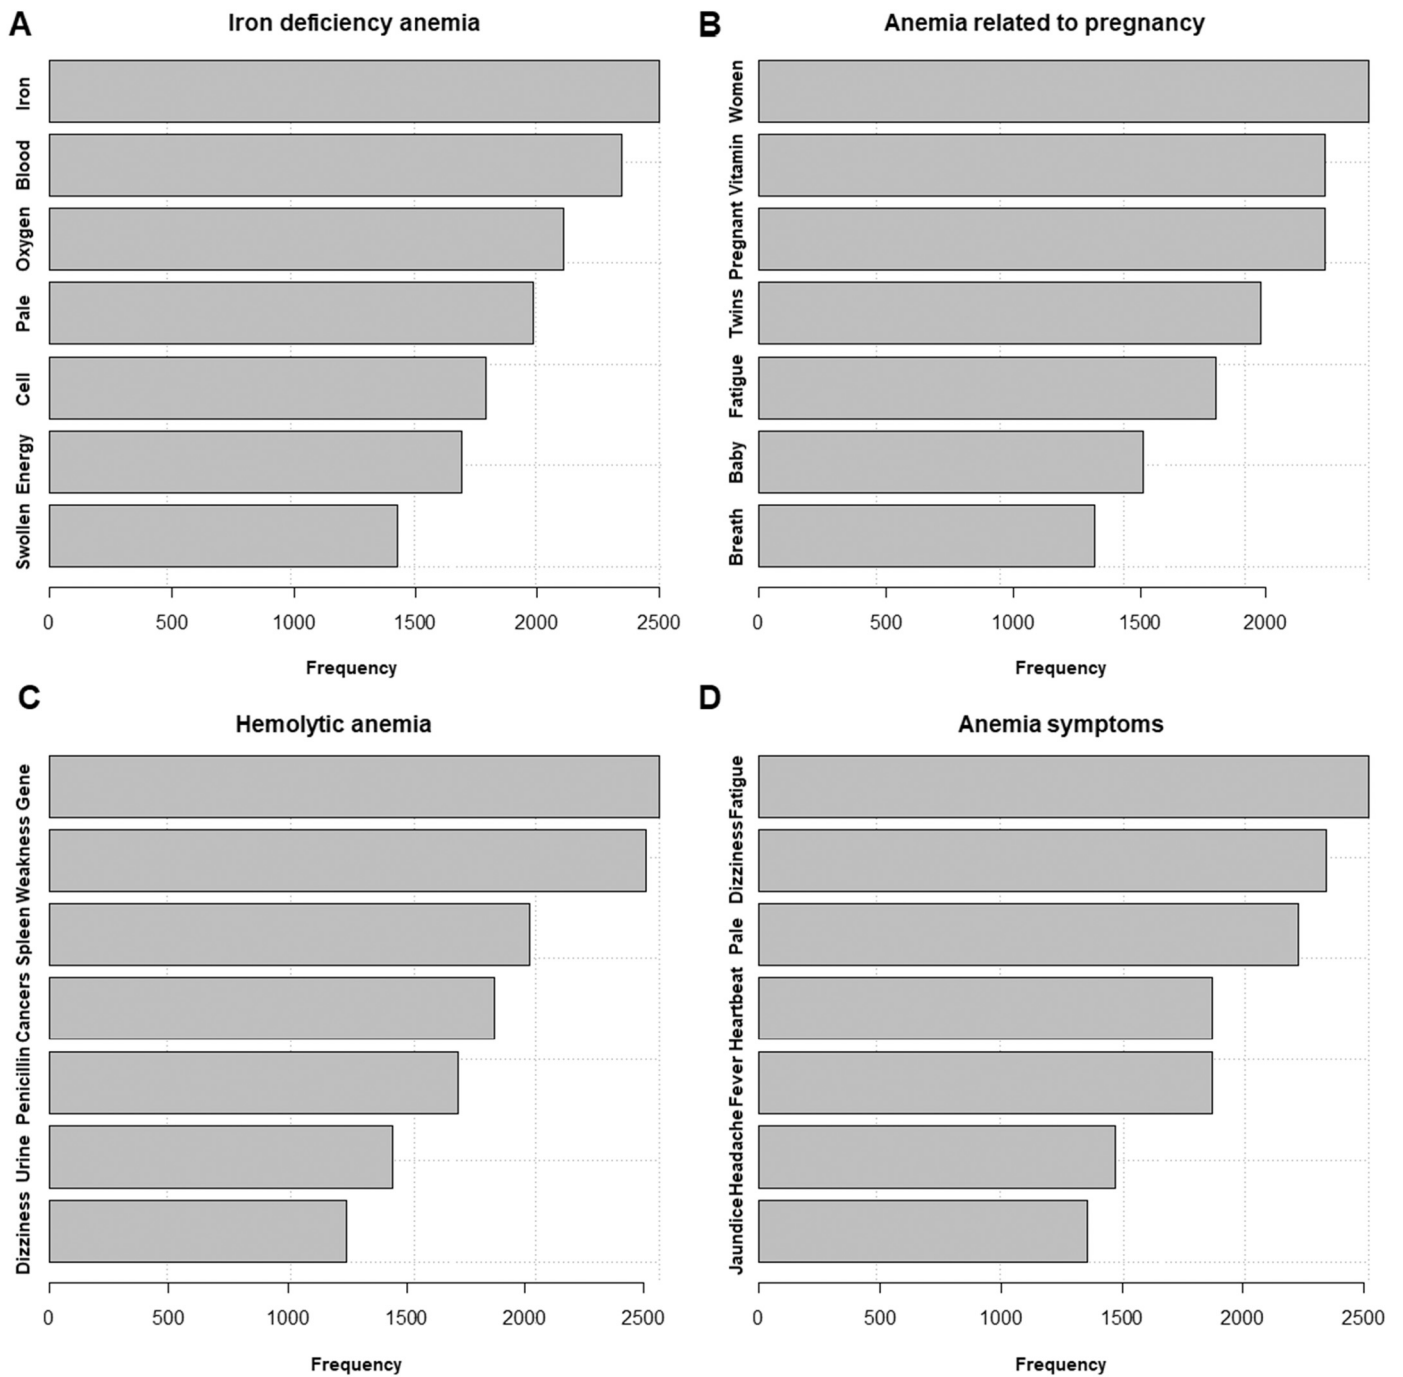 A
Iron deficiency anemia
Iron
Blood
Oxygen
Pale
Cell
Energy
Swollen
0 500 1000 1500 2000 2500
Frequency
B
Anemia related to pregnancy
Women
Vitamin
Pregnant
Twins
Fatigue
Baby
Breath
0 500 1000 1500 2000
Frequency
C
Hemolytic anemia
Gene
Weakness
Spleen
Cancers
Penicillin
Urine
Dizziness
0 500 1000 1500 2000 2500
Frequency
D
Anemia symptoms
Fatigue
Dizziness
Pale
Heartbeat
Fever
Headache
Jaundice
0 500 1000 1500 2000 2500
Frequency